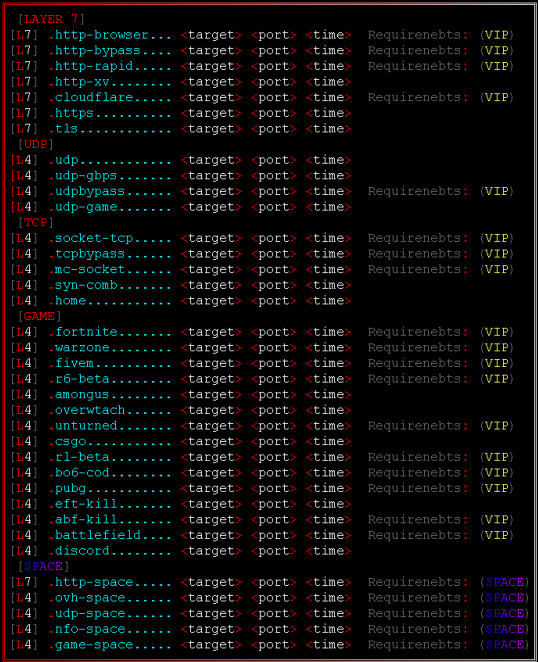 [LAYER 7]
[L7] .http-browser... <target> <port> <time> Requirenebts: (VIP)
[L7] .http-bypass.... <target> <port> <time> Requirenebts: (VIP)
[L7] .http-rapid..... <target> <port> <time> Requirenebts: (VIP)
[L7] .http-xv........ <target> <port> <time>
[L7] .cloudflare..... <target> <port> <time> Requirenebts: (VIP)
[L7] .https.......... <target> <port> <time>
[L7] .tls............ <target> <port> <time>
[UDP]
[L4] .udp............ <target> <port> <time>
[L4] .udp-gbps....... <target> <port> <time>
[L4] .udpbypass...... <target> <port> <time> Requirenebts: (VIP)
[L4] .udp-game....... <target> <port> <time>
[TCP]
[L4] .socket-tcp..... <target> <port> <time> Requirenebts: (VIP)
[L4] .tcpbypass...... <target> <port> <time> Requirenebts: (VIP)
[L4] .mc-socket...... <target> <port> <time> Requirenebts: (VIP)
[L4] .syn-comb....... <target> <port> <time>
[L4] .home........... <target> <port> <time>
[GAME]
[L4] .fortnite....... <target> <port> <time> Requirenebts: (VIP)
[L4] .warzone........ <target> <port> <time> Requirenebts: (VIP)
[L4] .fivem.......... <target> <port> <time> Requirenebts: (VIP)
[L4] .r6-beta........ <target> <port> <time> Requirenebts: (VIP)
[L4] .amongus........ <target> <port> <time>
[L4] .overwtach...... <target> <port> <time>
[L4] .unturned....... <target> <port> <time> Requirenebts: (VIP)
[L4] .csgo........... <target> <port> <time>
[L4] .rl-beta........ <target> <port> <time> Requirenebts: (VIP)
[L4] .bo6-cod........ <target> <port> <time> Requirenebts: (VIP)
[L4] .pubg........... <target> <port> <time> Requirenebts: (VIP)
[L4] .eft-kill....... <target> <port> <time>
[L4] .abf-kill....... <target> <port> <time> Requirenebts: (VIP)
[L4] .battlefield.... <target> <port> <time> Requirenebts: (VIP)
[L4] .discord........ <target> <port> <time>
[SPACE]
[L7] .http-space..... <target> <port> <time> Requirenebts: (SPACE)
[L4] .ovh-space...... <target> <port> <time> Requirenebts: (SPACE)
[L4] .udp-space...... <target> <port> <time> Requirenebts: (SPACE)
[L4] .nfo-space...... <target> <port> <time> Requirenebts: (SPACE)
[L4] .game-space..... <target> <port> <time> Requirenebts: (SPACE)